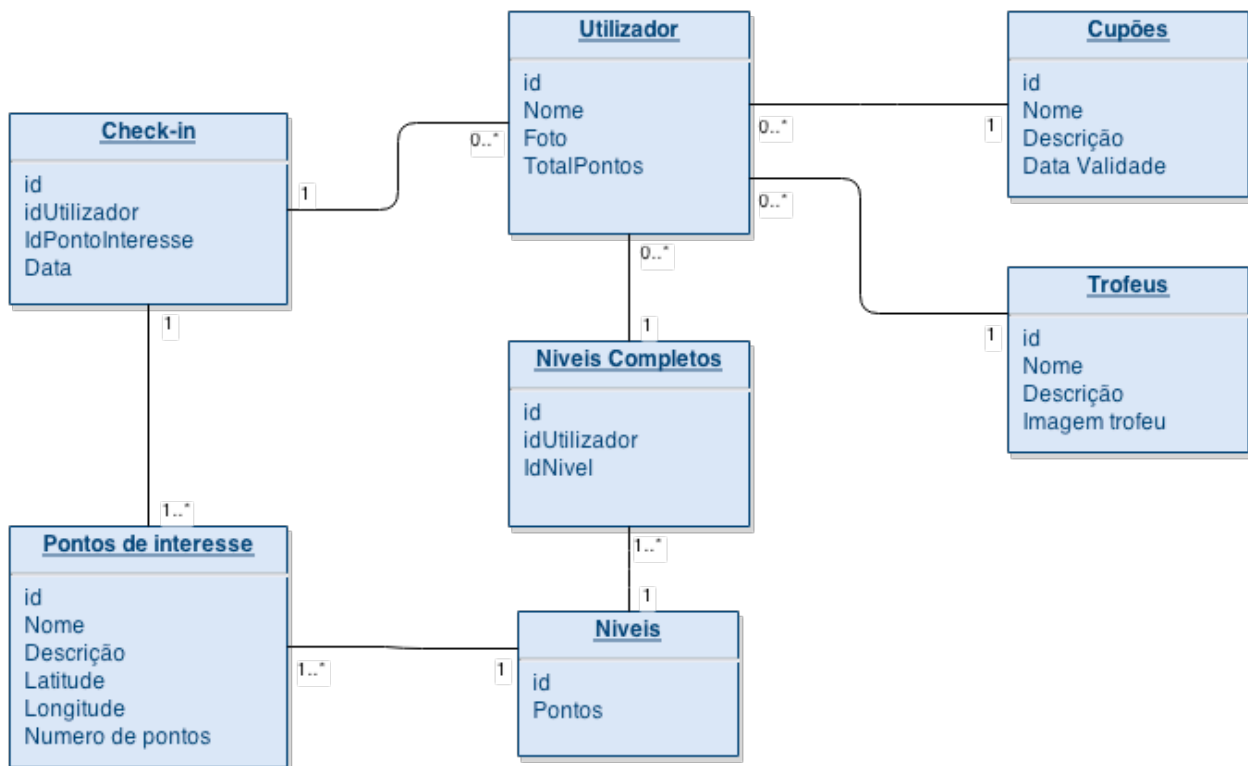 Utilizador
id
Nome
Foto
TotalPontos
Cupões
id
Nome
Descrição
Data Validade
Check-in
id
idUtilizador
IdPontoInteresse
Data
0..*
1
0..*
1
0..*
1
0..*
1
Trofeus
id
Nome
Descrição
Imagem trofeu
Niveis Completos
id
idUtilizador
IdNivel
1
1..*
Pontos de interesse
id
Nome
Descrição
Latitude
Longitude
Numero de pontos
1..*
1
1..*
1
Niveis
id
Pontos